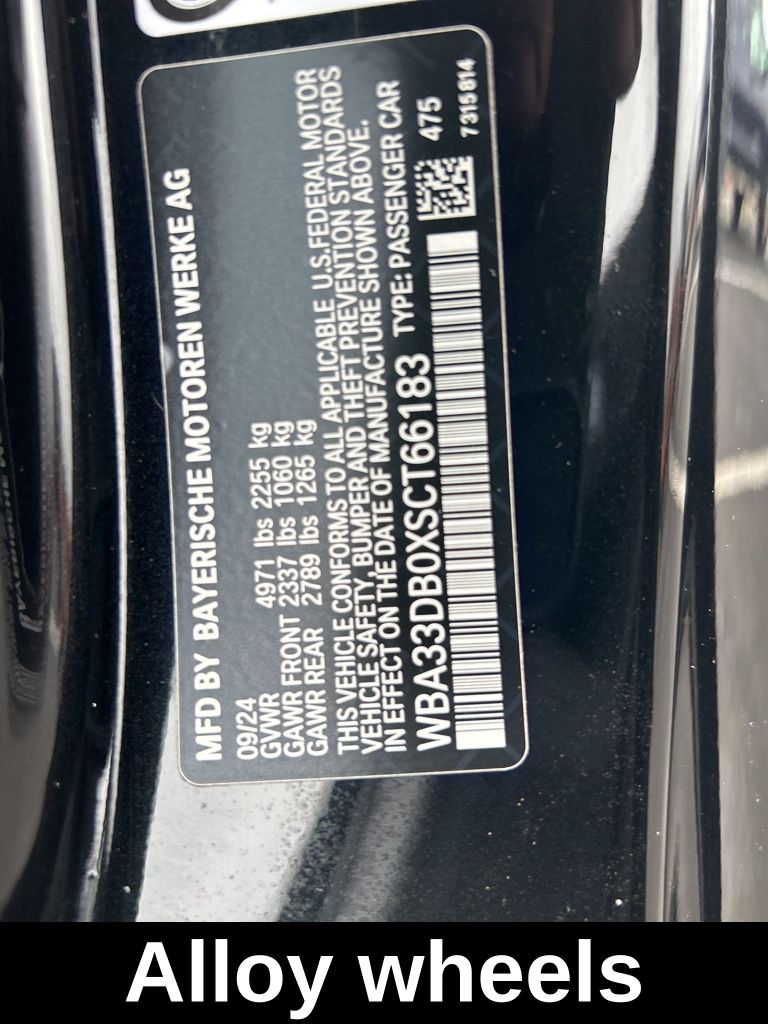 MFD BY BAYERISCHE MOTOREN WERKE AG
09/24
GVWR 4971 lbs 2255 kg
GAWR FRONT 2337 lbs 1060 kg
GAWR REAR 2789 lbs 1265 kg
THIS VEHICLE CONFORMS TO ALL APPLICABLE U.S.FEDERAL MOTOR
VEHICLE SAFETY, BUMPER AND THEFT PREVENTION STANDARDS
IN EFFECT ON THE DATE OF MANUFACTURE SHOWN ABOVE.
WBA33DB0XSCT66183 TYPE: PASSENGER CAR
475
7315814
Alloy wheels